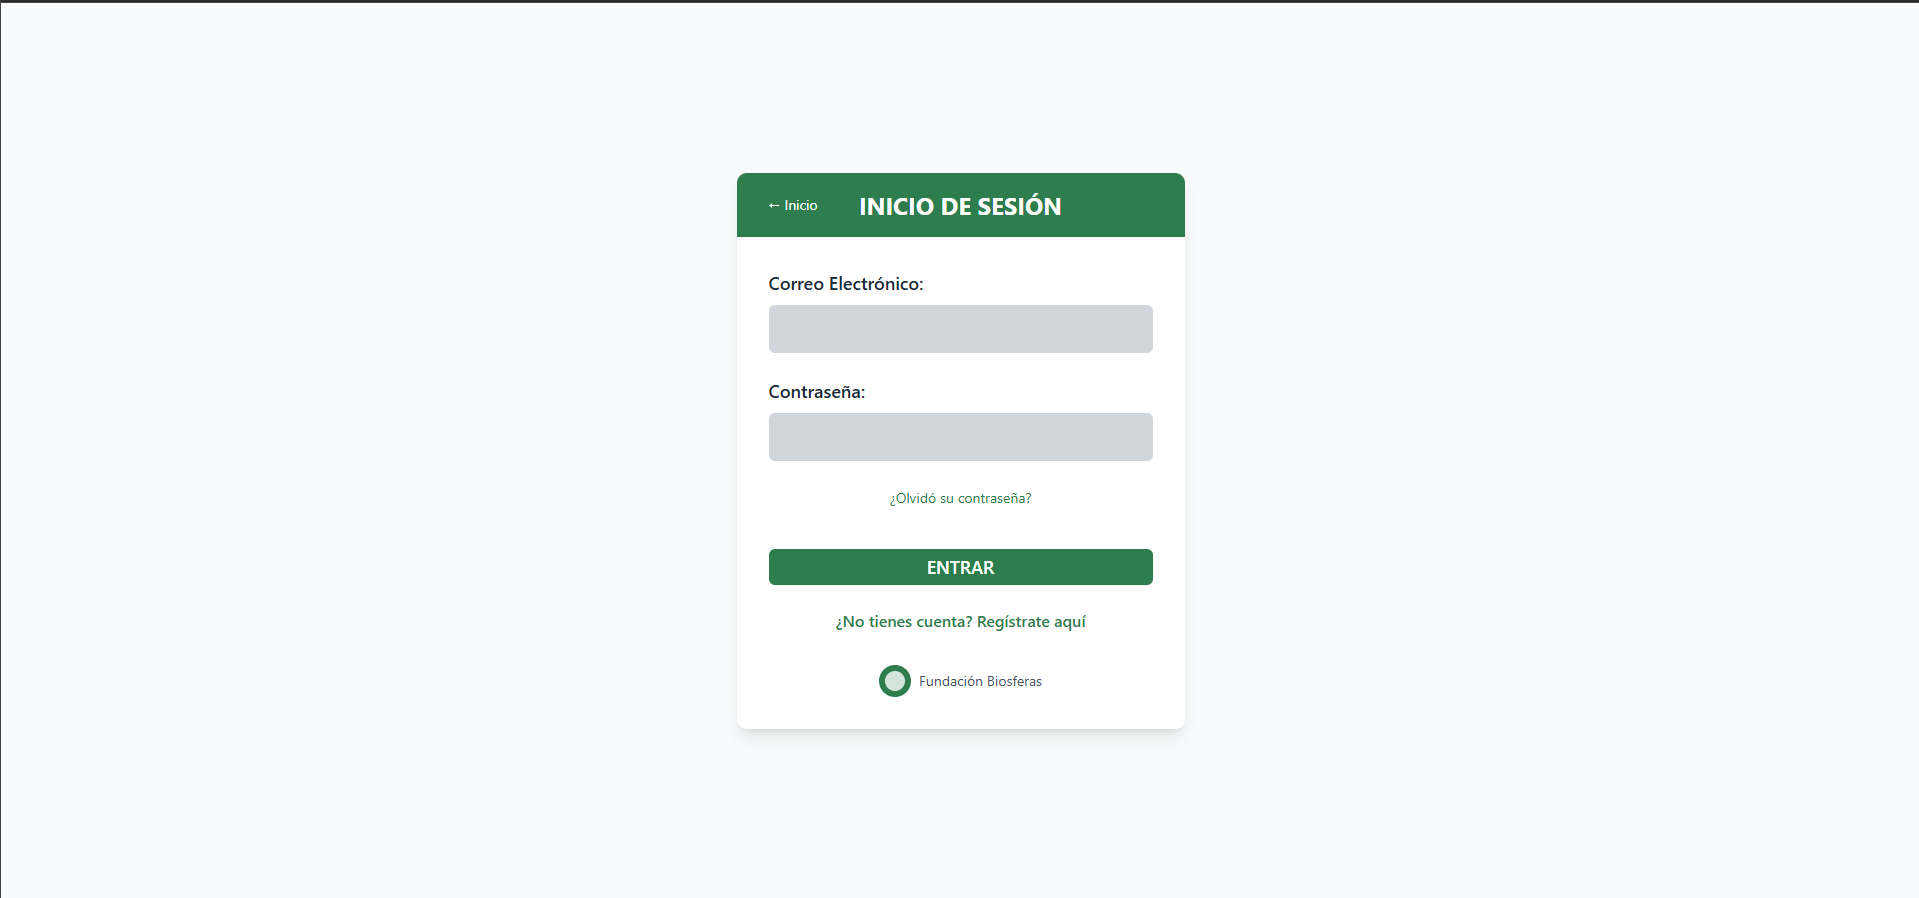 ← Inicio
INICIO DE SESIÓN
Correo Electrónico:
Contraseña:
¿Olvidó su contraseña?
ENTRAR
¿No tienes cuenta? Regístrate aquí
Fundación Biosferas